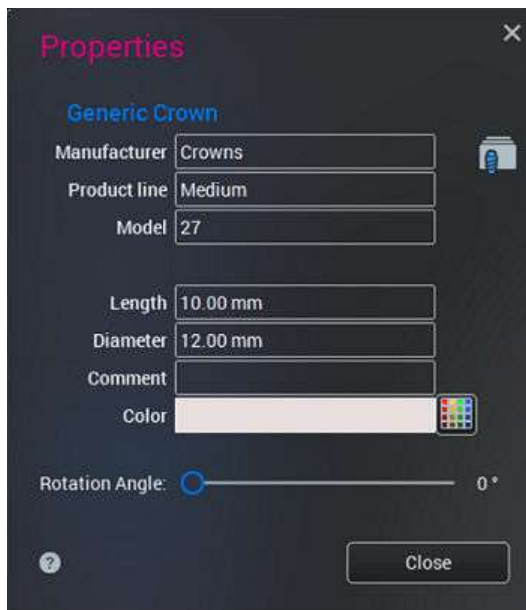 Properties
Generic Crown
Manufacturer Crowns
Product line Medium
Model 27
Length 10.00 mm
Diameter 12.00 mm
Comment
Color
Rotation Angle: 0 °
? Close